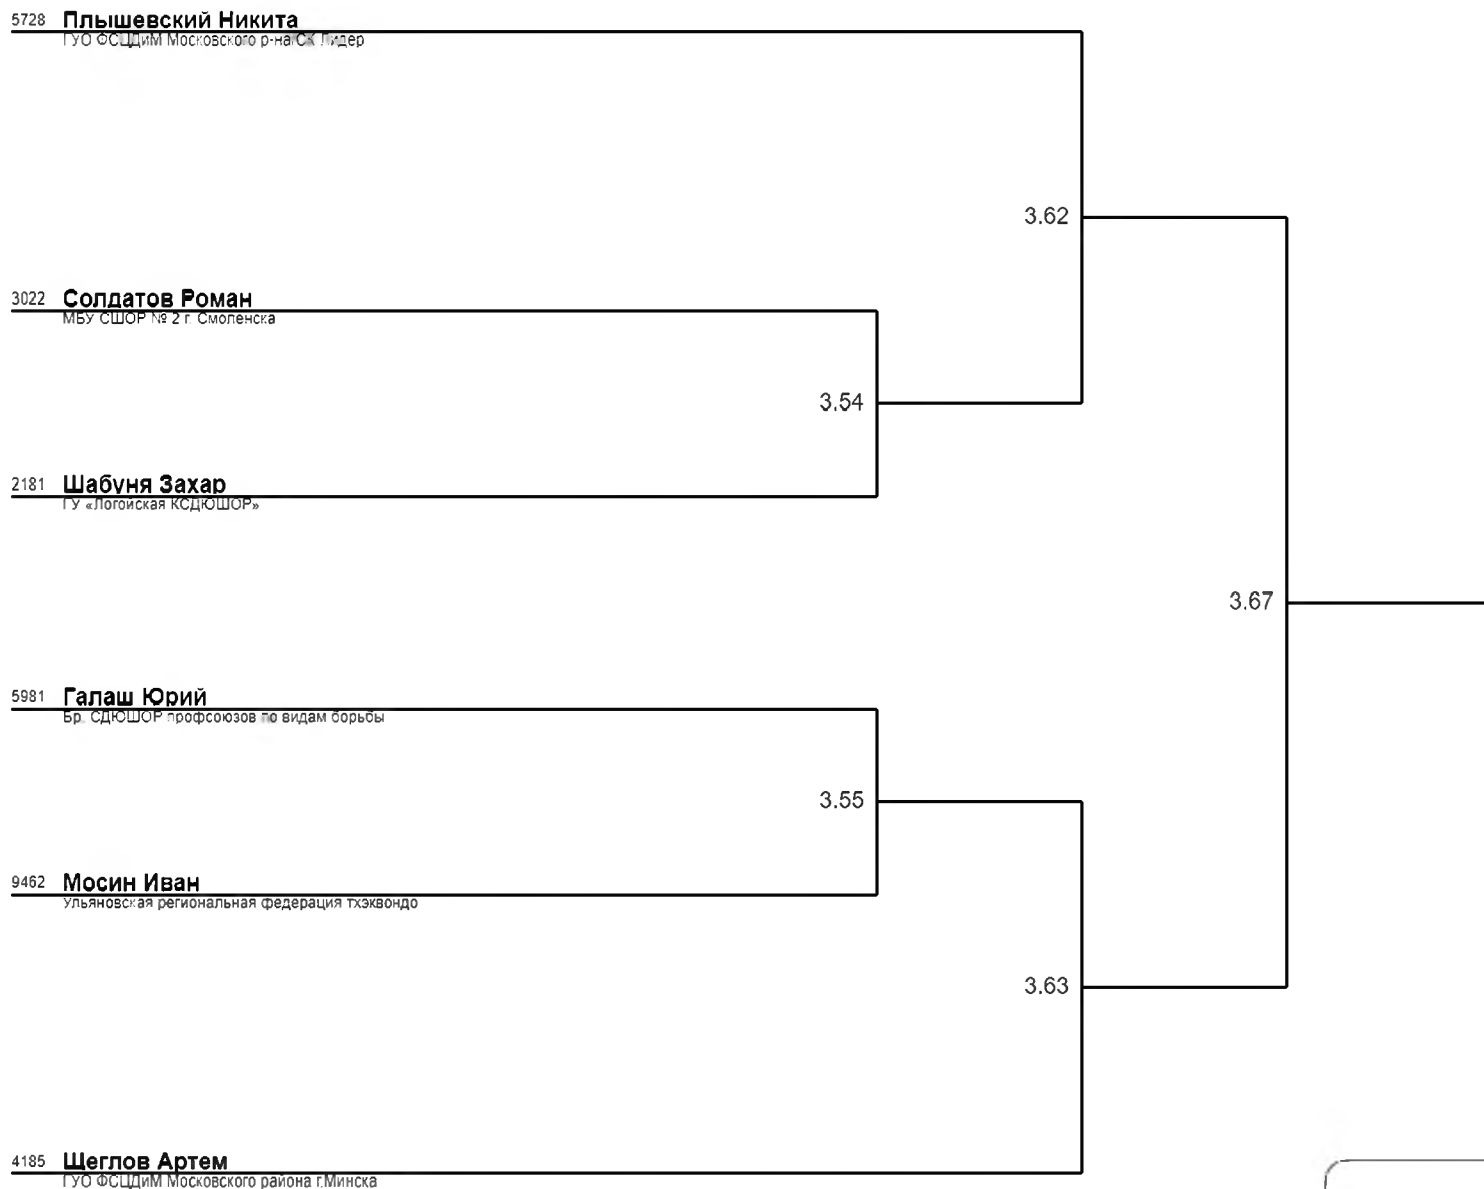 5728 Плышевский Никита
ГУО ФСЦДиМ Московского р-на СК Лидер
3.62
3022 Солдатов Роман
МБУ СШОР № 2 г. Смоленска
3.54
2181 Шабуня Захар
ГУ «Логойская КСДЮШОР»
3.67
5981 Галаш Юрий
Бр. СДЮШОР профсоюзов по видам борьбы
3.55
9462 Мосин Иван
Ульяновская региональная федерация тхэквондо
3.63
4185 Щеглов Артем
ГУО ФСЦДиМ Московского района г.Минска